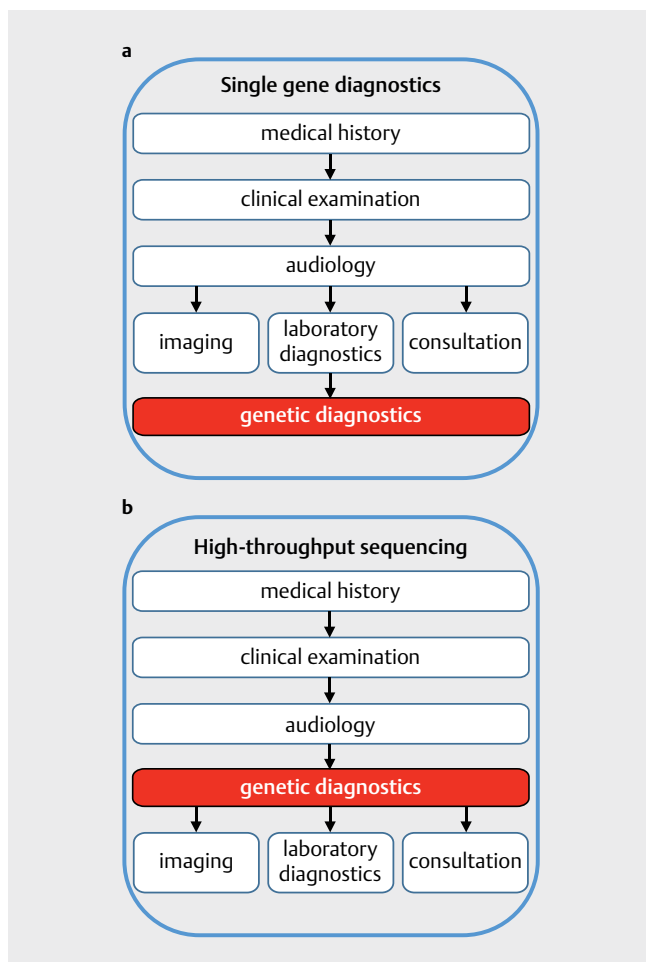 a
Single gene diagnostics
medical history
clinical examination
audiology
imaging
laboratory
diagnostics
consultation
genetic diagnostics
b
High-throughput sequencing
medical history
clinical examination
audiology
genetic diagnostics
imaging
laboratory
diagnostics
consultation